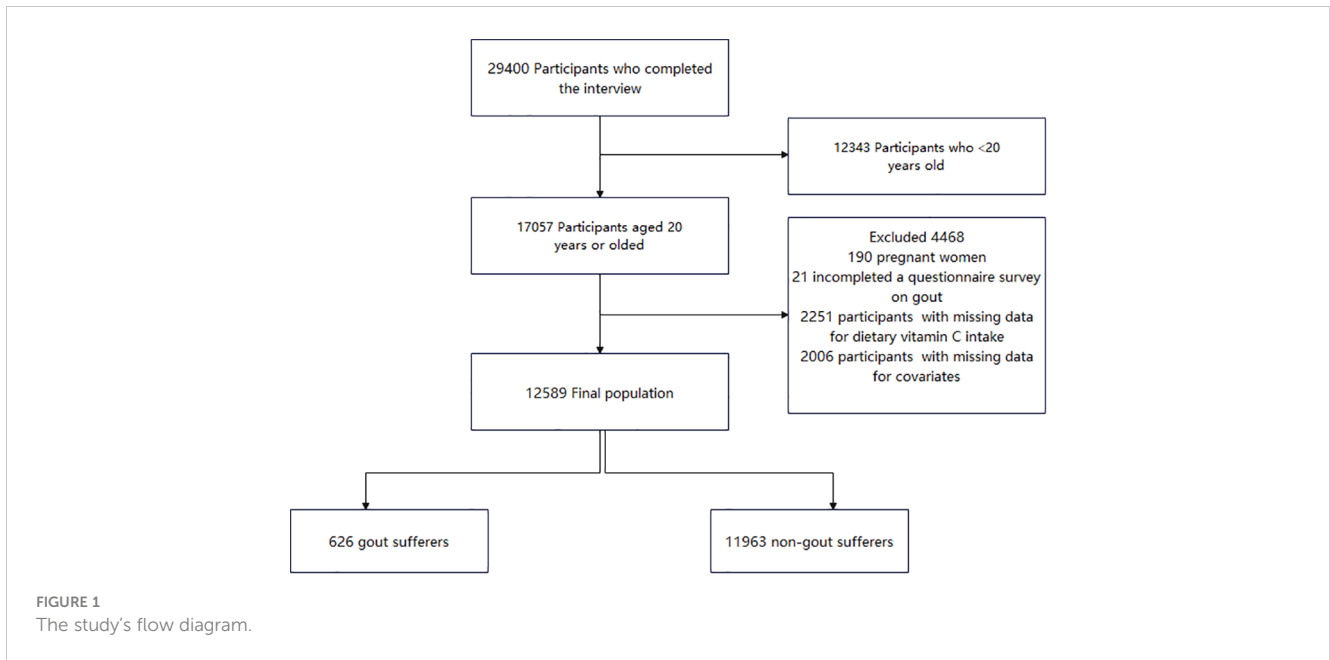 29400 Participants who completed
the interview
12343 Participants who <20
years old
17057 Participants aged 20
years or olded
Excluded 4468
190 pregnant women
21 incompleted a questionnaire survey
on gout
2251 participants with missing data
for dietary vitamin C intake
2006 participants with missing data
for covariates
12589 Final population
626 gout sufferers
11963 non-gout sufferers
FIGURE 1
The study's flow diagram.